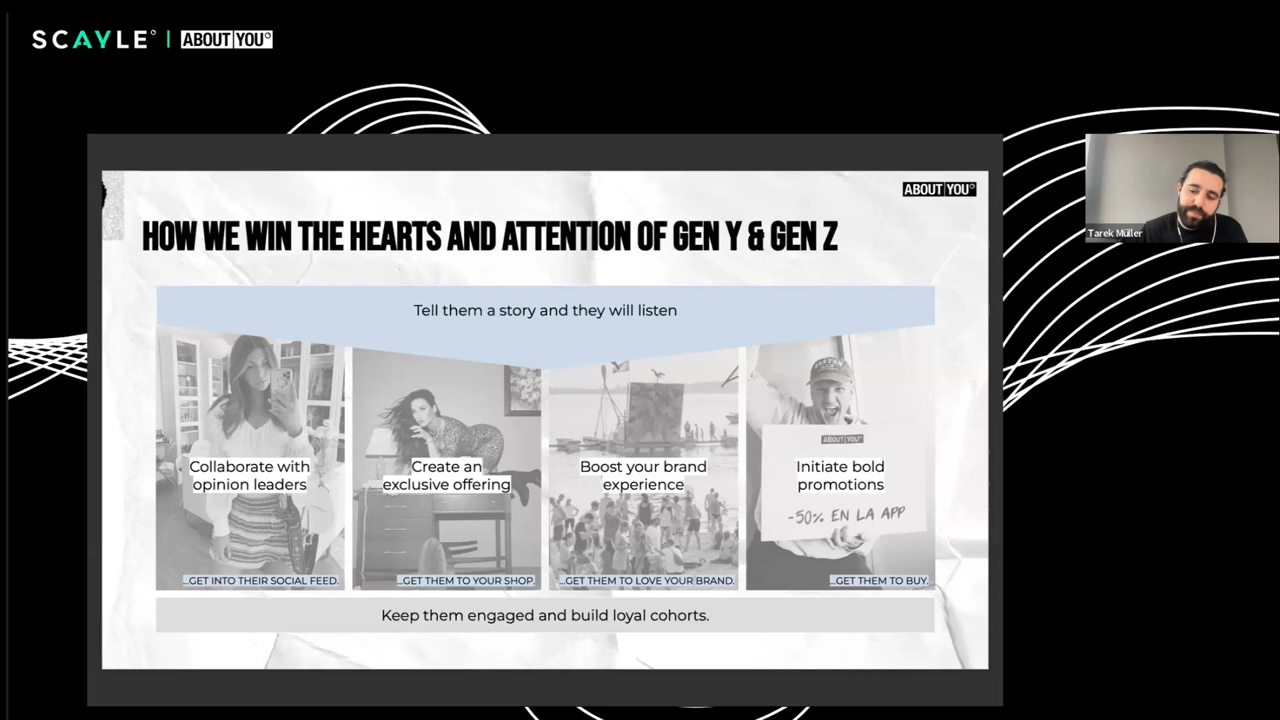 SCAYLE° | ABOUT YOU°
ABOUT YOU°
Tarek Müller
HOW WE WIN THE HEARTS AND ATTENTION OF GEN Y & GEN Z
Tell them a story and they will listen
Collaborate with
opinion leaders
...GET INTO THEIR SOCIAL FEED.
Create an
exclusive offering
...GET THEM TO YOUR SHOP.
Boost your brand
experience
...GET THEM TO LOVE YOUR BRAND.
ABOUT YOU°
Initiate bold
promotions
-50% EN LA APP
...GET THEM TO BUY.
Keep them engaged and build loyal cohorts.